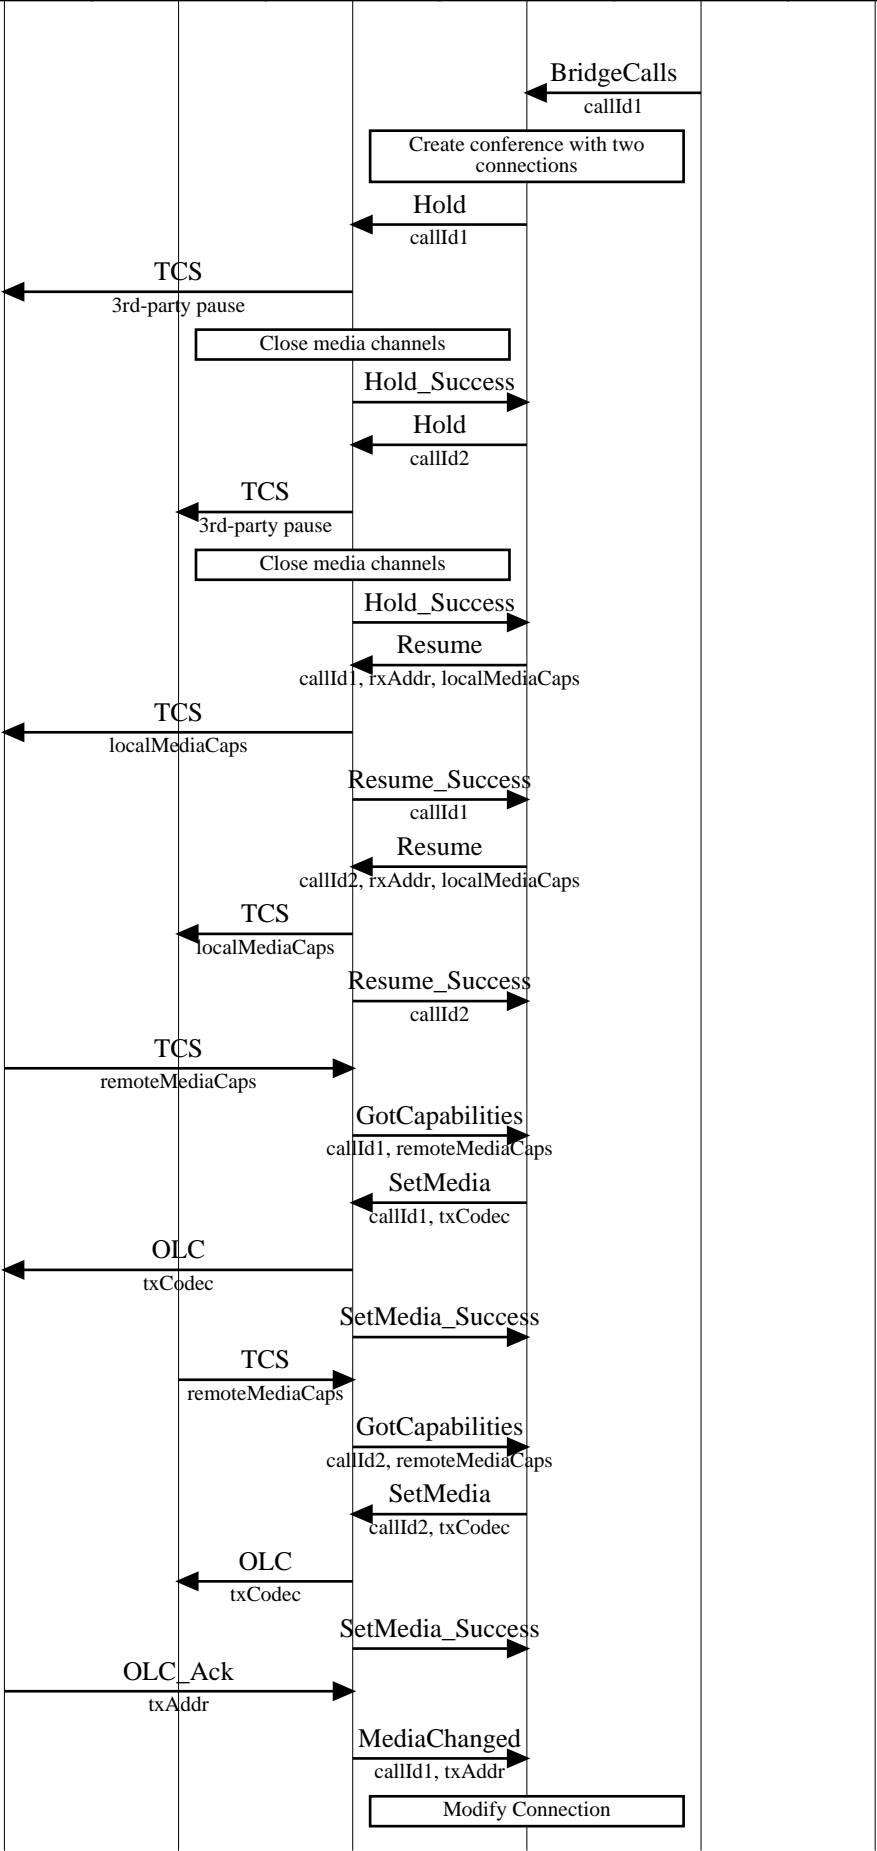 BridgeCalls
callId1
Create conference with two
connections
Hold
callId1
TCS
3rd-party pause
Close media channels
Hold_Success
Hold
callId2
TCS
3rd-party pause
Close media channels
Hold_Success
Resume
callId1, rxAddr, localMediaCaps
TCS
localMediaCaps
Resume_Success
callId1
Resume
callId2, rxAddr, localMediaCaps
TCS
localMediaCaps
Resume_Success
callId2
TCS
remoteMediaCaps
GotCapabilities
callId1, remoteMediaCaps
SetMedia
callId1, txCodec
OLC
txCodec
SetMedia_Success
TCS
remoteMediaCaps
GotCapabilities
callId2, remoteMediaCaps
SetMedia
callId2, txCodec
OLC
txCodec
SetMedia_Success
OLC_Ack
txAddr
MediaChanged
callId1, txAddr
Modify Connection